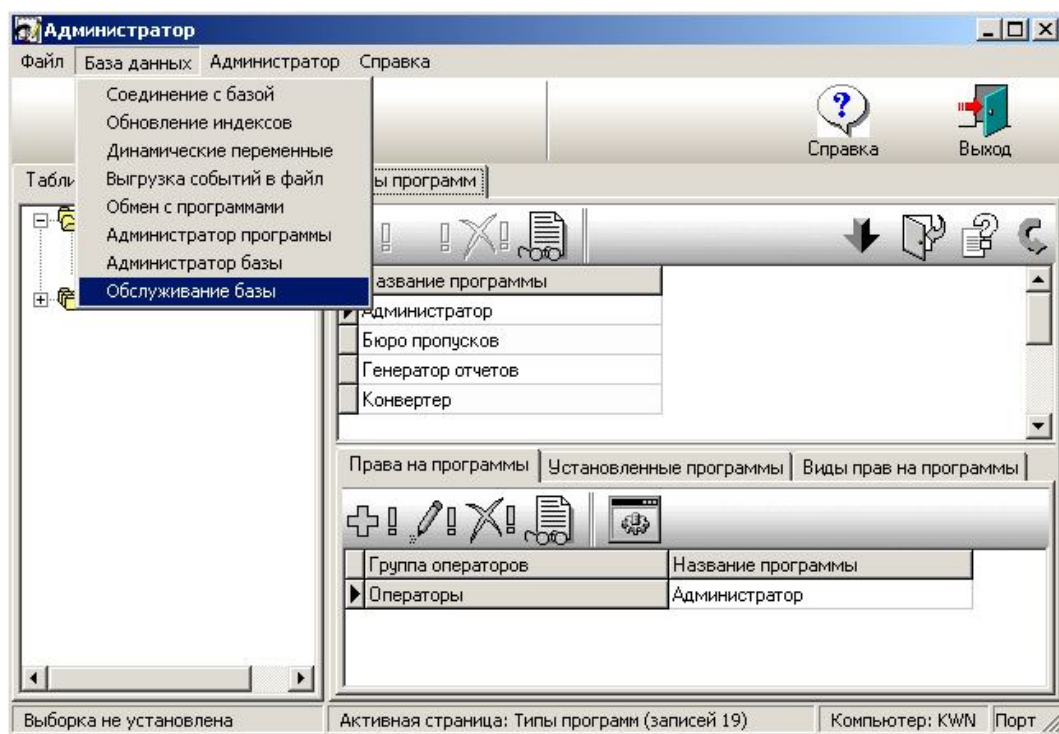 Администратор
Файл База данных Администратор Справка
Соединение с базой
Обновление индексов
Динамические переменные
Выгрузка событий в файл
Обмен с программами
Администратор программы
Администратор базы
Обслуживание базы
Справка Выход
Табли ы программ
азвание программы
Администратор
Бюро пропусков
Генератор отчетов
Конвертер
Права на программы Установленные программы Виды прав на программы
Группа операторов Название программы
Операторы Администратор
Выборка не установлена Активная страница: Типы программ (записей 19) Компьютер: KWN Порт